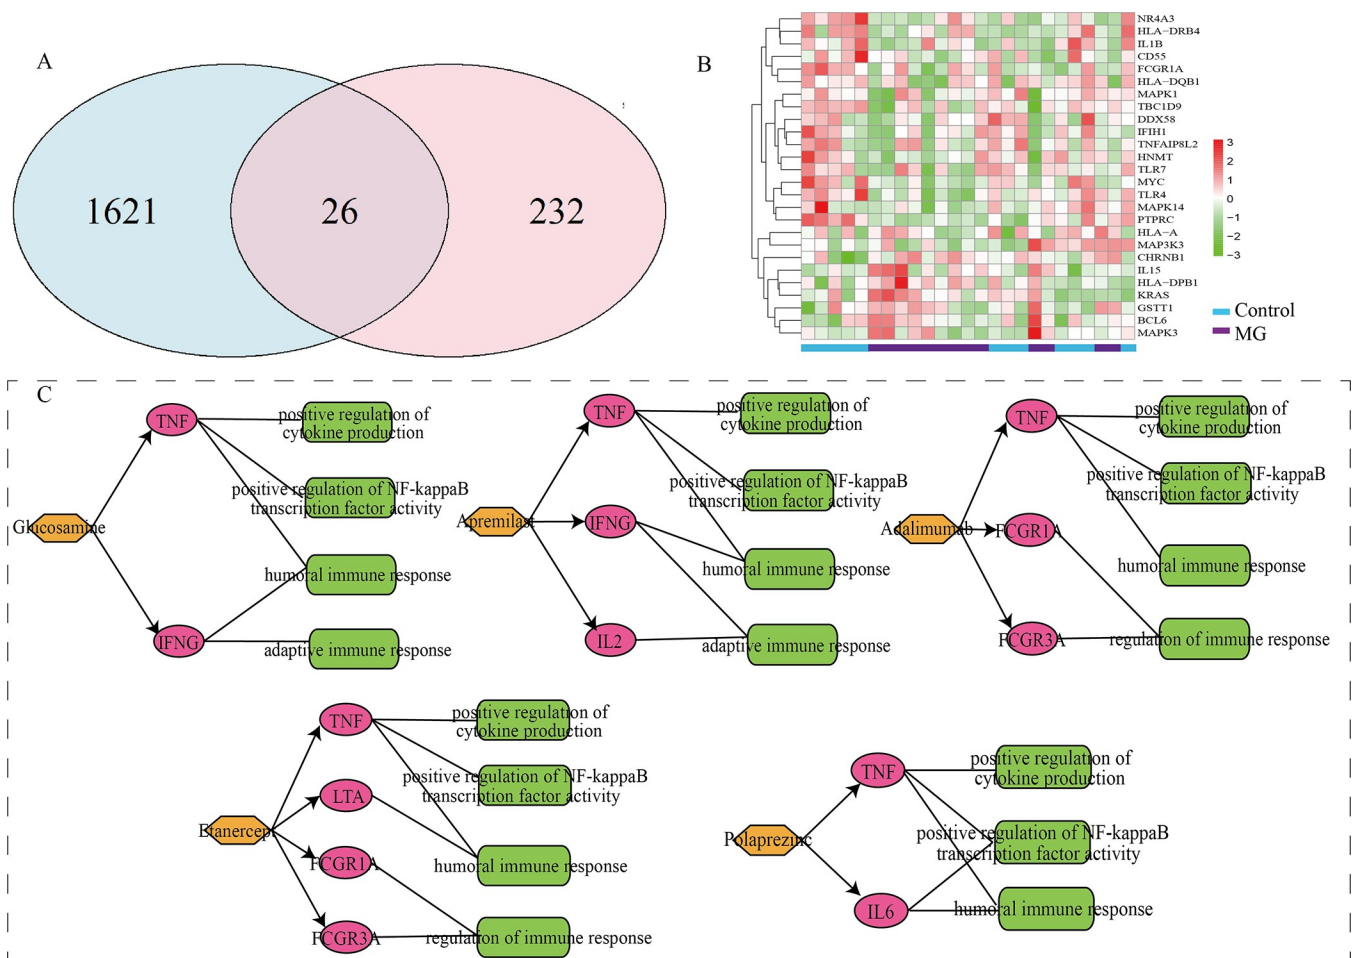 A
1621
26
232
B
NR4A3
HLA-DRB4
IL1B
CD55
FCGR1A
HLA-DQB1
MAPK1
TBC1D9
DDX58
IFIH1
TNFAIP8L2
HNMT
TLR7
MYC
TLR4
MAPK14
PTPRC
HLA-A
MAP3K3
CHRNB1
IL15
HLA-DPB1
KRAS
GSTT1
BCL6
MAPK3
3
2
1
0
-1
-2
-3
Control
MG
C
Glucosamine
TNF
IFNG
positive regulation of
cytokine production
positive regulation of NF-kappaB
transcription factor activity
humoral immune response
adaptive immune response
Apremilast
TNF
IFNG
IL2
positive regulation of
cytokine production
positive regulation of NF-kappaB
transcription factor activity
humoral immune response
adaptive immune response
Adalimumab
TNF
FCGR1A
FCGR3A
positive regulation of
cytokine production
positive regulation of NF-kappaB
transcription factor activity
humoral immune response
regulation of immune response
Etanercept
TNF
LTA
FCGR1A
FCGR3A
positive regulation of
cytokine production
positive regulation of NF-kappaB
transcription factor activity
humoral immune response
regulation of immune response
Polaprezinc
TNF
IL6
positive regulation of
cytokine production
positive regulation of NF-kappaB
transcription factor activity
humoral immune response